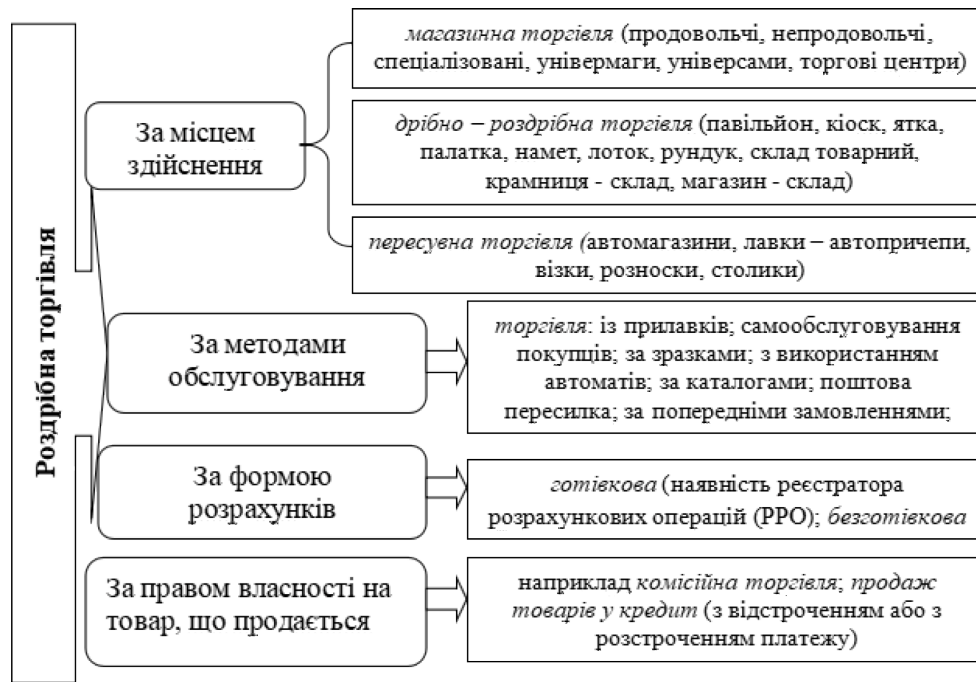 Роздрібна торгівля
За місцем
здійснення
магазинна торгівля (продовольчі, непродовольчі,
спеціалізовані, універмаги, універсами, торгові центри)
дрібно – роздрібна торгівля (павільйон, кіоск, ятка,
палатка, намет, лоток, рундук, склад товарний,
крамниця - склад, магазин - склад)
пересувна торгівля (автомагазини, лавки – автопричепи,
візки, розноски, столики)
За методами
обслуговування
торгівля: із прилавків; самообслуговування
покупців; за зразками; з використанням
автоматів; за каталогами; поштова
пересилка; за попередніми замовленнями;
За формою
розрахунків
готівкова (наявність реєстратора
розрахункових операцій (РРО); безготівкова
За правом власності на
товар, що продається
наприклад комісійна торгівля; продаж
товарів у кредит (з відстроченням або з
розстроченням платежу)